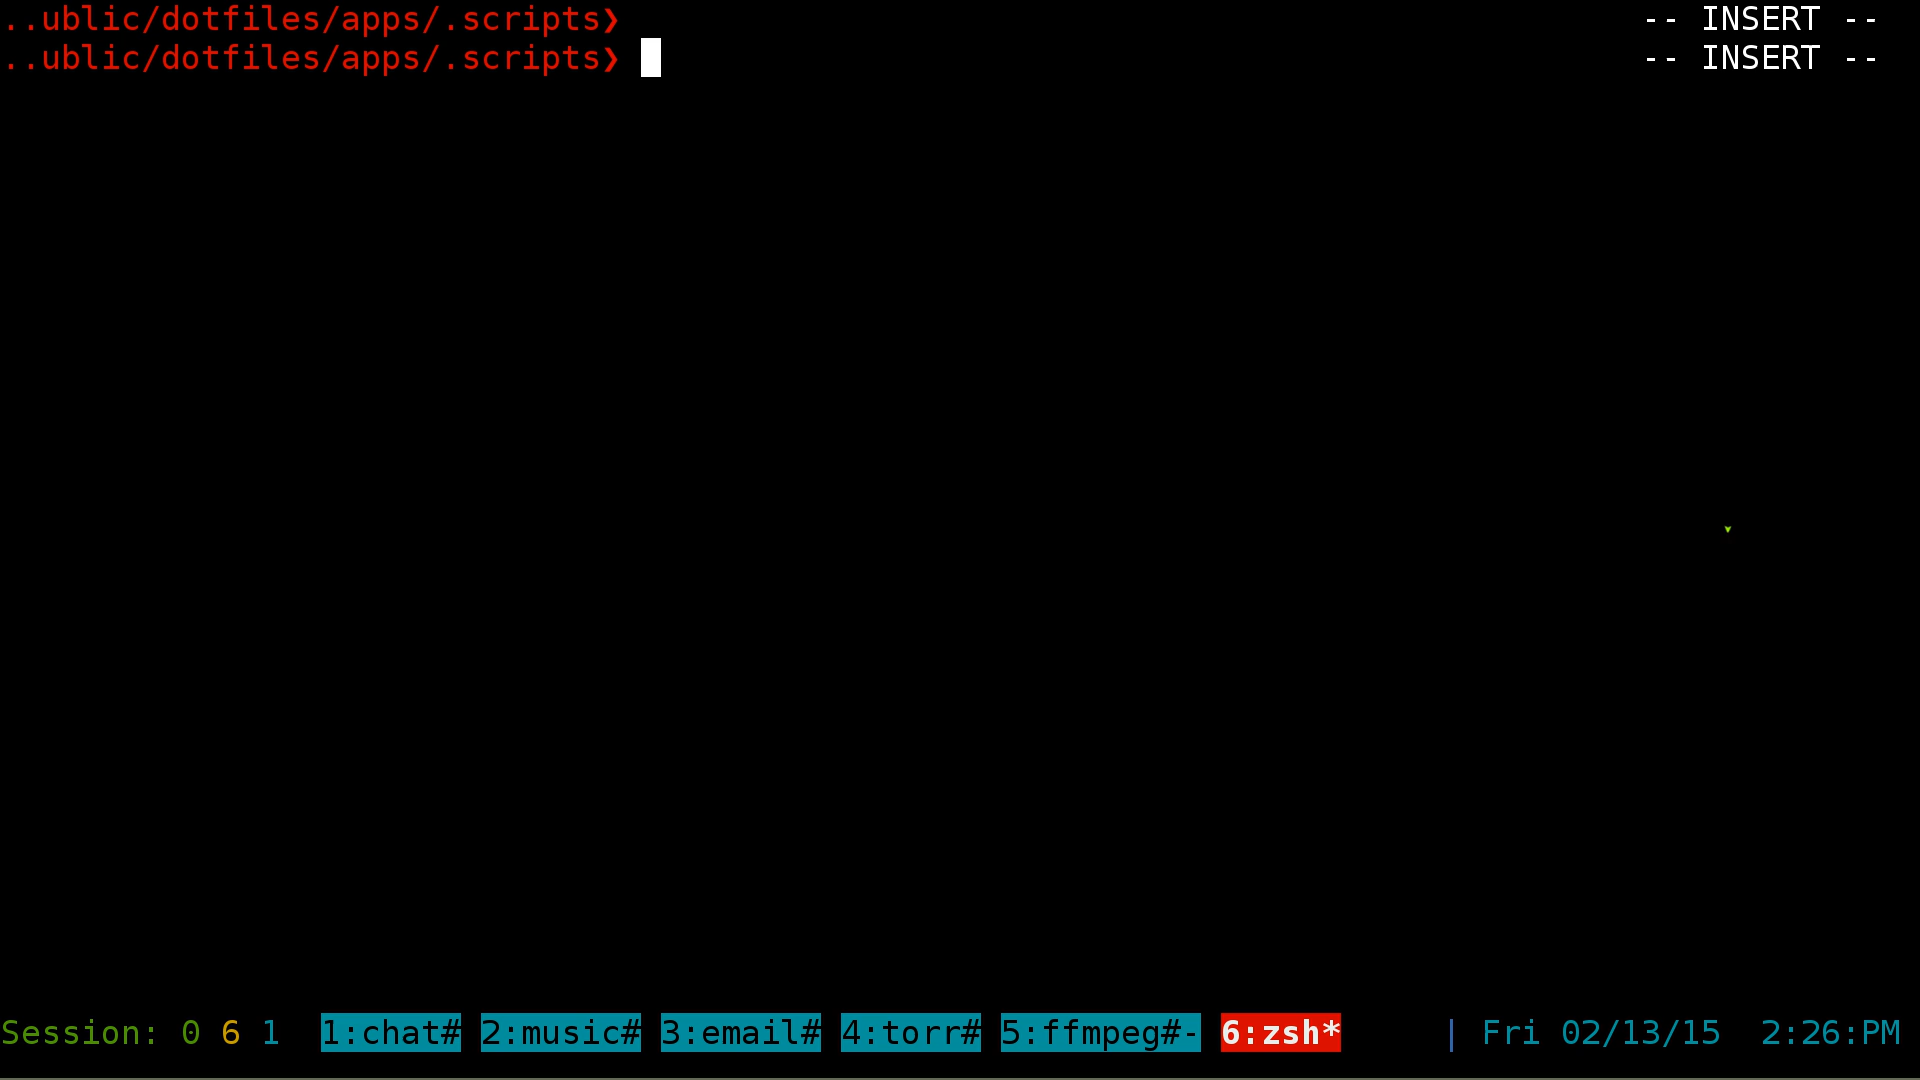 ..ublic/dotfiles/apps/.scripts❯ -- INSERT --
..ublic/dotfiles/apps/.scripts❯ -- INSERT --
Session: 0 6 1 1:chat# 2:music# 3:email# 4:torr# 5:ffmpeg#- 6:zsh* | Fri 02/13/15 2:26:PM